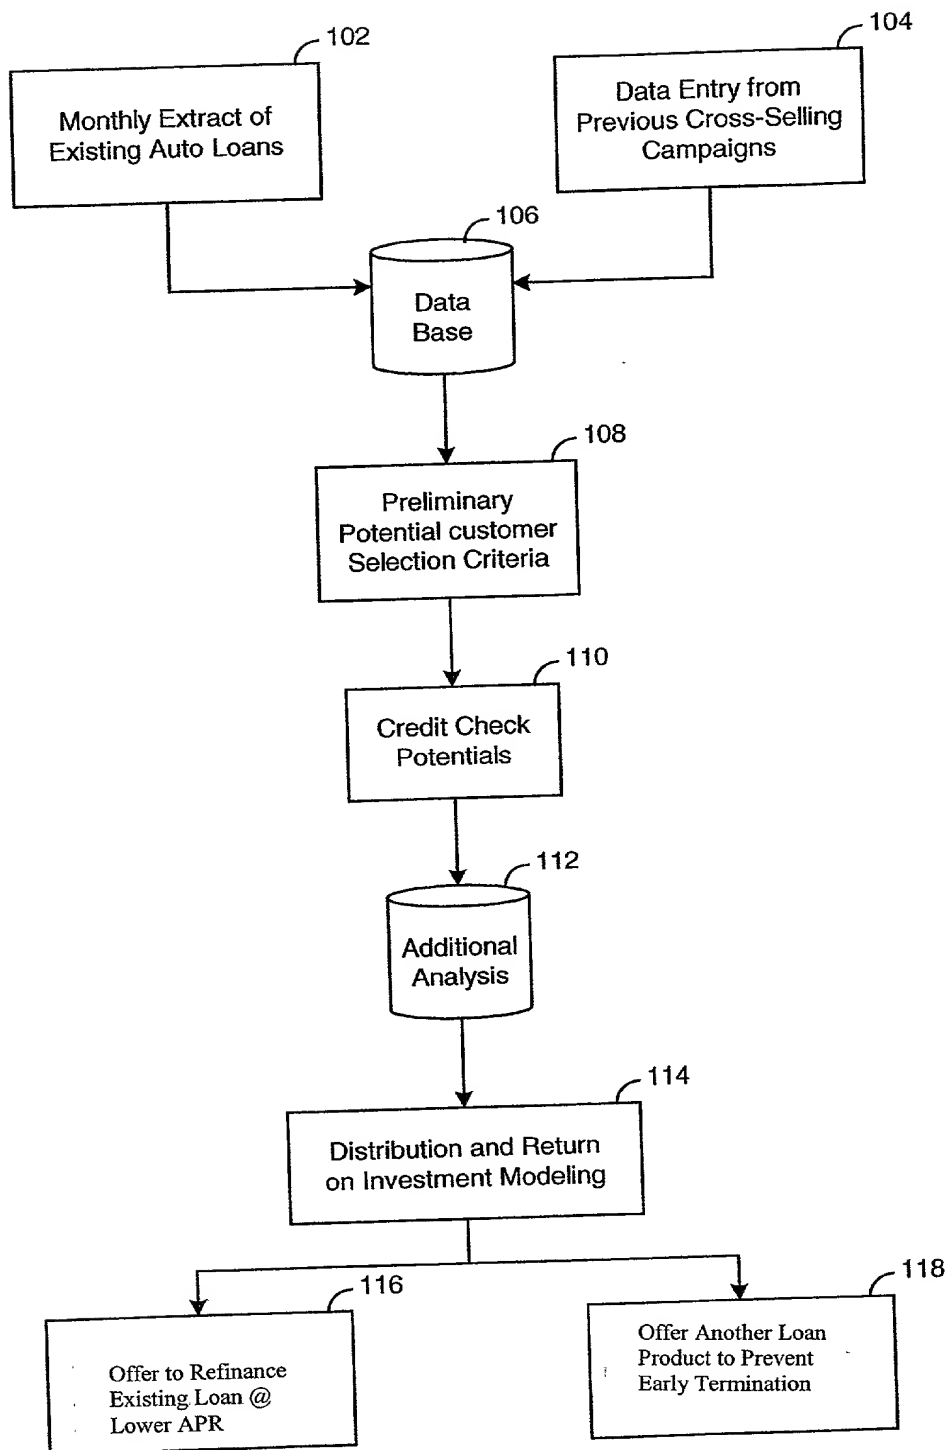 102
Monthly Extract of
Existing Auto Loans
104
Data Entry from
Previous Cross-Selling
Campaigns
106
Data
Base
108
Preliminary
Potential customer
Selection Criteria
110
Credit Check
Potentials
112
Additional
Analysis
114
Distribution and Return
on Investment Modeling
116
Offer to Refinance
Existing Loan @
Lower APR
118
Offer Another Loan
Product to Prevent
Early Termination